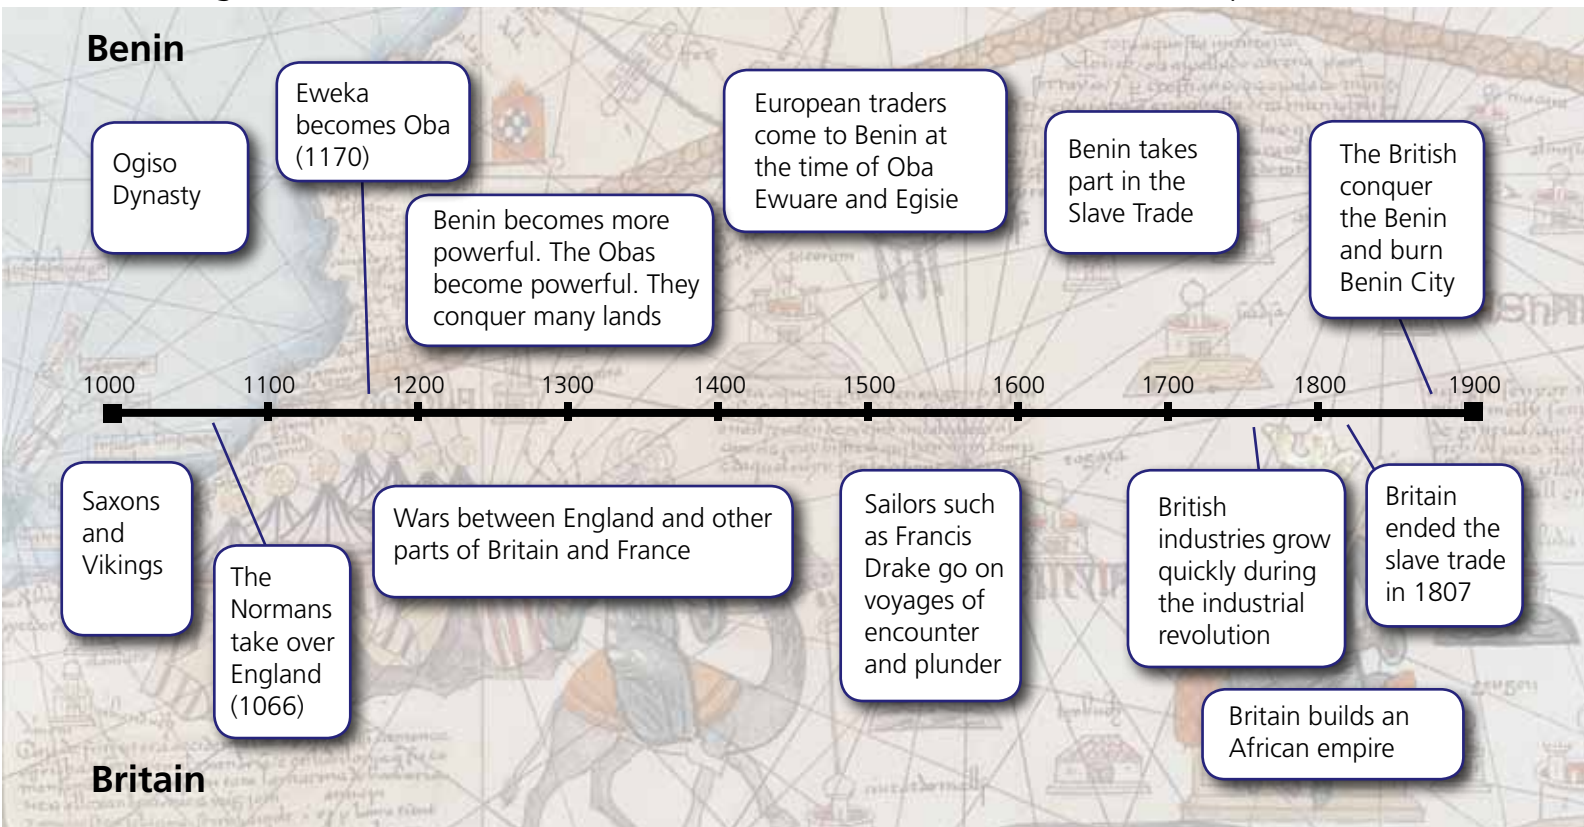 Benin
Ogiso
Dynasty
Eweka
becomes Oba
(1170)
Benin becomes more
powerful. The Obas
become powerful. They
conquer many lands
European traders
come to Benin at
the time of Oba
Ewuare and Egisie
Benin takes
part in the
Slave Trade
The British
conquer
the Benin
and burn
Benin City
1000
1100
1200
1300
1400
1500
1600
1700
1800
1900
Saxons
and
Vikings
The
Normans
take over
England
(1066)
Wars between England and other
parts of Britain and France
Sailors such
as Francis
Drake go on
voyages of
encounter
and plunder
British
industries grow
quickly during
the industrial
revolution
Britain
ended the
slave trade
in 1807
Britain builds an
African empire
Britain